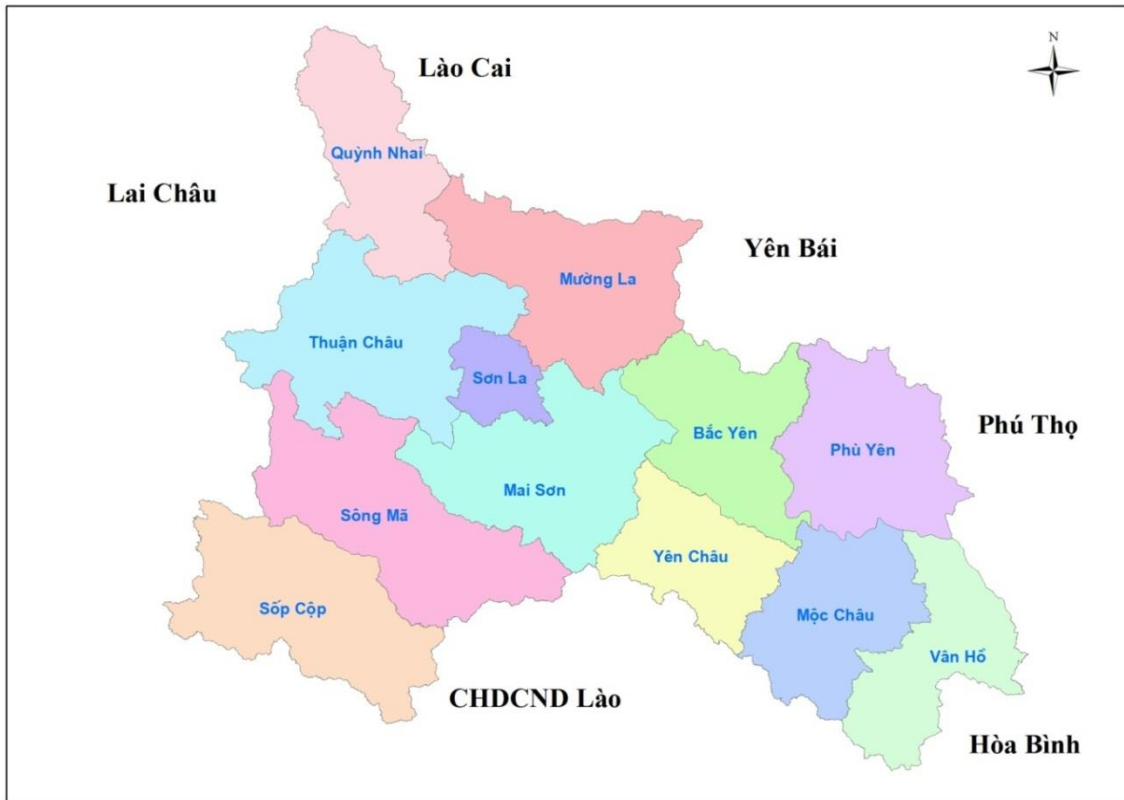 N
Lào Cai
Quỳnh Nhai
Lai Châu
Yên Bái
Mường La
Thuận Châu
Sơn La
Phú Thọ
Bắc Yên
Phù Yên
Mai Sơn
Sông Mã
Yên Châu
Sốp Cộp
Mộc Châu
Vân Hồ
CHDCND Lào
Hòa Bình